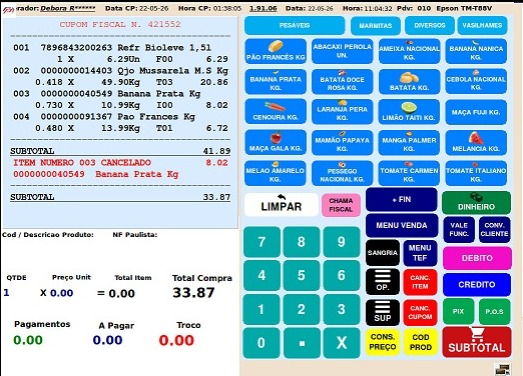 rador: Debora R****** Data CP: 22-05-26 Hora CP: 01:38:05 1.91.06 Data: 22-05-26 Hora: 11:04:32 Pdv: 010 Epson TM-T88V
CUPOM FISCAL N. 421552
001 7896843200263 Refr Bioleve 1,5l
1 X 6.29Un F00 6.29
002 0000000014403 Qjo Mussarela M.S Kg
0.418 X 49.90Kg T03 20.86
003 0000000040549 Banana Prata Kg
0.730 X 10.99Kg I00 8.02
004 0000000091367 Pao Frances Kg
0.480 X 13.99Kg T01 6.72
SUBTOTAL 41.89
ITEM NUMERO 003 CANCELADO 8.02
0000000040549 Banana Prata Kg
SUBTOTAL 33.87
Cod / Descricao Produto: NF Paulista:
QTDE Preço Unit Total Item Total Compra
1 X 0.00 = 0.00 33.87
Pagamentos A Pagar Troco
0.00 0.00 0.00
PESÁVEIS MARMITAS DIVERSOS VASILHAMES
PÃO FRANCÊS KG
ABACAXI PEROLA
UN.
AMEIXA NACIONAL
KG.
BANANA NANICA
KG.
BANANA PRATA
KG.
BATATA DOCE
ROSA KG.
BATATA KG.
CEBOLA NACIONAL
KG.
CENOURA KG.
LARANJA PERA
KG.
LIMÃO TAITI KG.
MAÇA FUJI KG.
MAÇA GALA KG.
MAMÃO PAPAYA
KG.
MANGA PALMER
KG.
MELANCIA KG.
MELAO AMARELO
KG.
PESSEGO
NACIONAL KG.
TOMATE CARMEN
KG.
TOMATE ITALIANO
KG.
LIMPAR
CHAMA
FISCAL
+ FIN
DINHEIRO
7 8 9
MENU VENDA
VALE
FUNC.
CONV.
CLIENTE
SANGRIA
MENU
TEF
DEBITO
4 5 6
OP.
CANC.
ITEM
CREDITO
1 2 3
SUP
CANC.
CUPOM
PIX
P.O.S
0 . X
CONS.
PREÇO
COD
PROD
SUBTOTAL